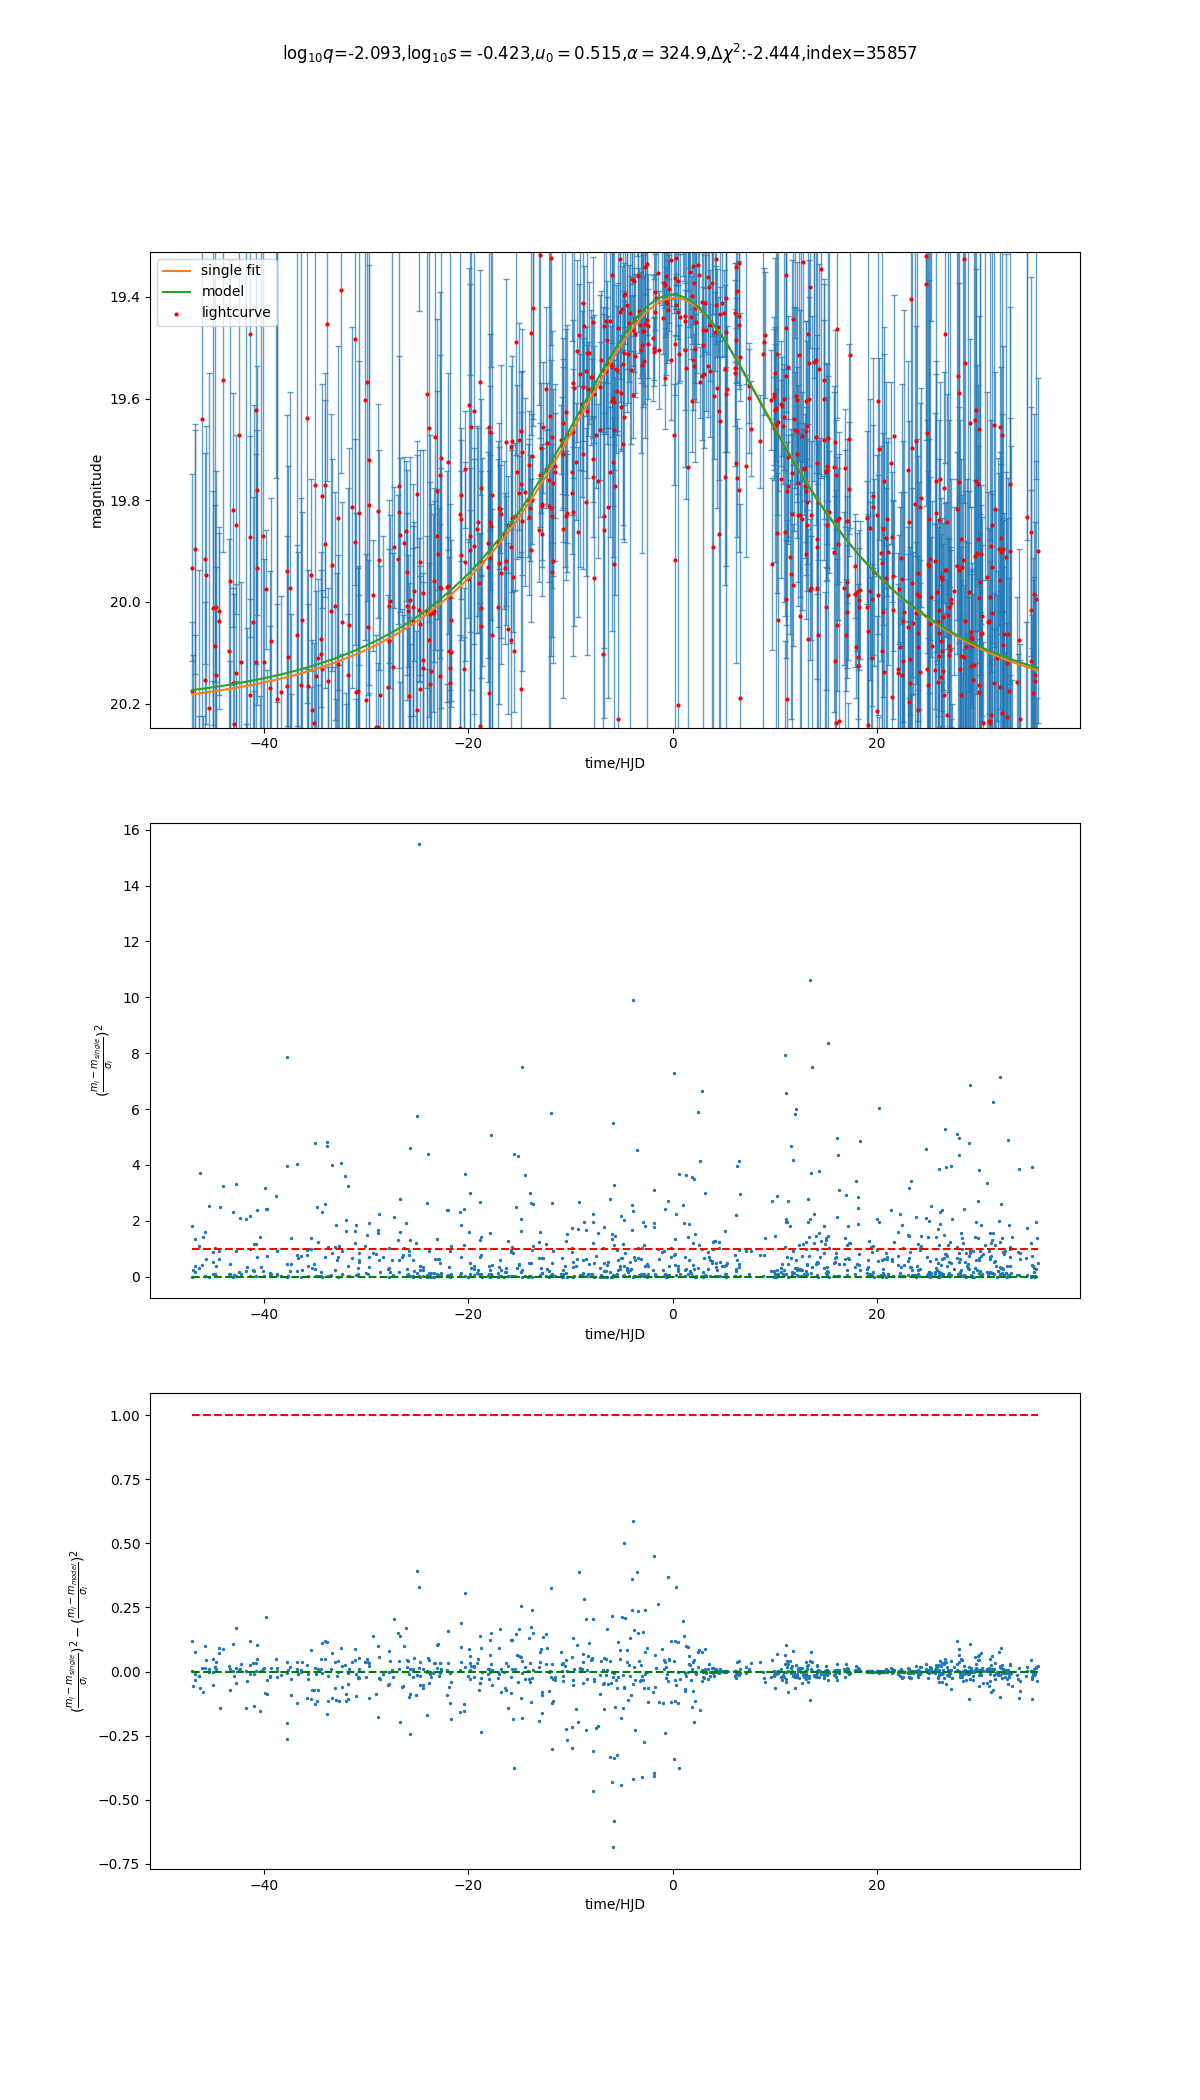 log₁₀q=-2.093,log₁₀s = -0.423,u₀ = 0.515,α = 324.9,Δχ²:-2.444,index=35857
single fit
model
lightcurve
magnitude
19.4
19.6
19.8
20.0
20.2
−40 −20 0 20
time/HJD
(mᵢ − m_single / σᵢ)²
16
14
12
10
8
6
4
2
0
−40 −20 0 20
time/HJD
(mᵢ − m_single / σᵢ)² − (mᵢ − m_model / σᵢ)²
1.00
0.75
0.50
0.25
0.00
−0.25
−0.50
−0.75
−40 −20 0 20
time/HJD